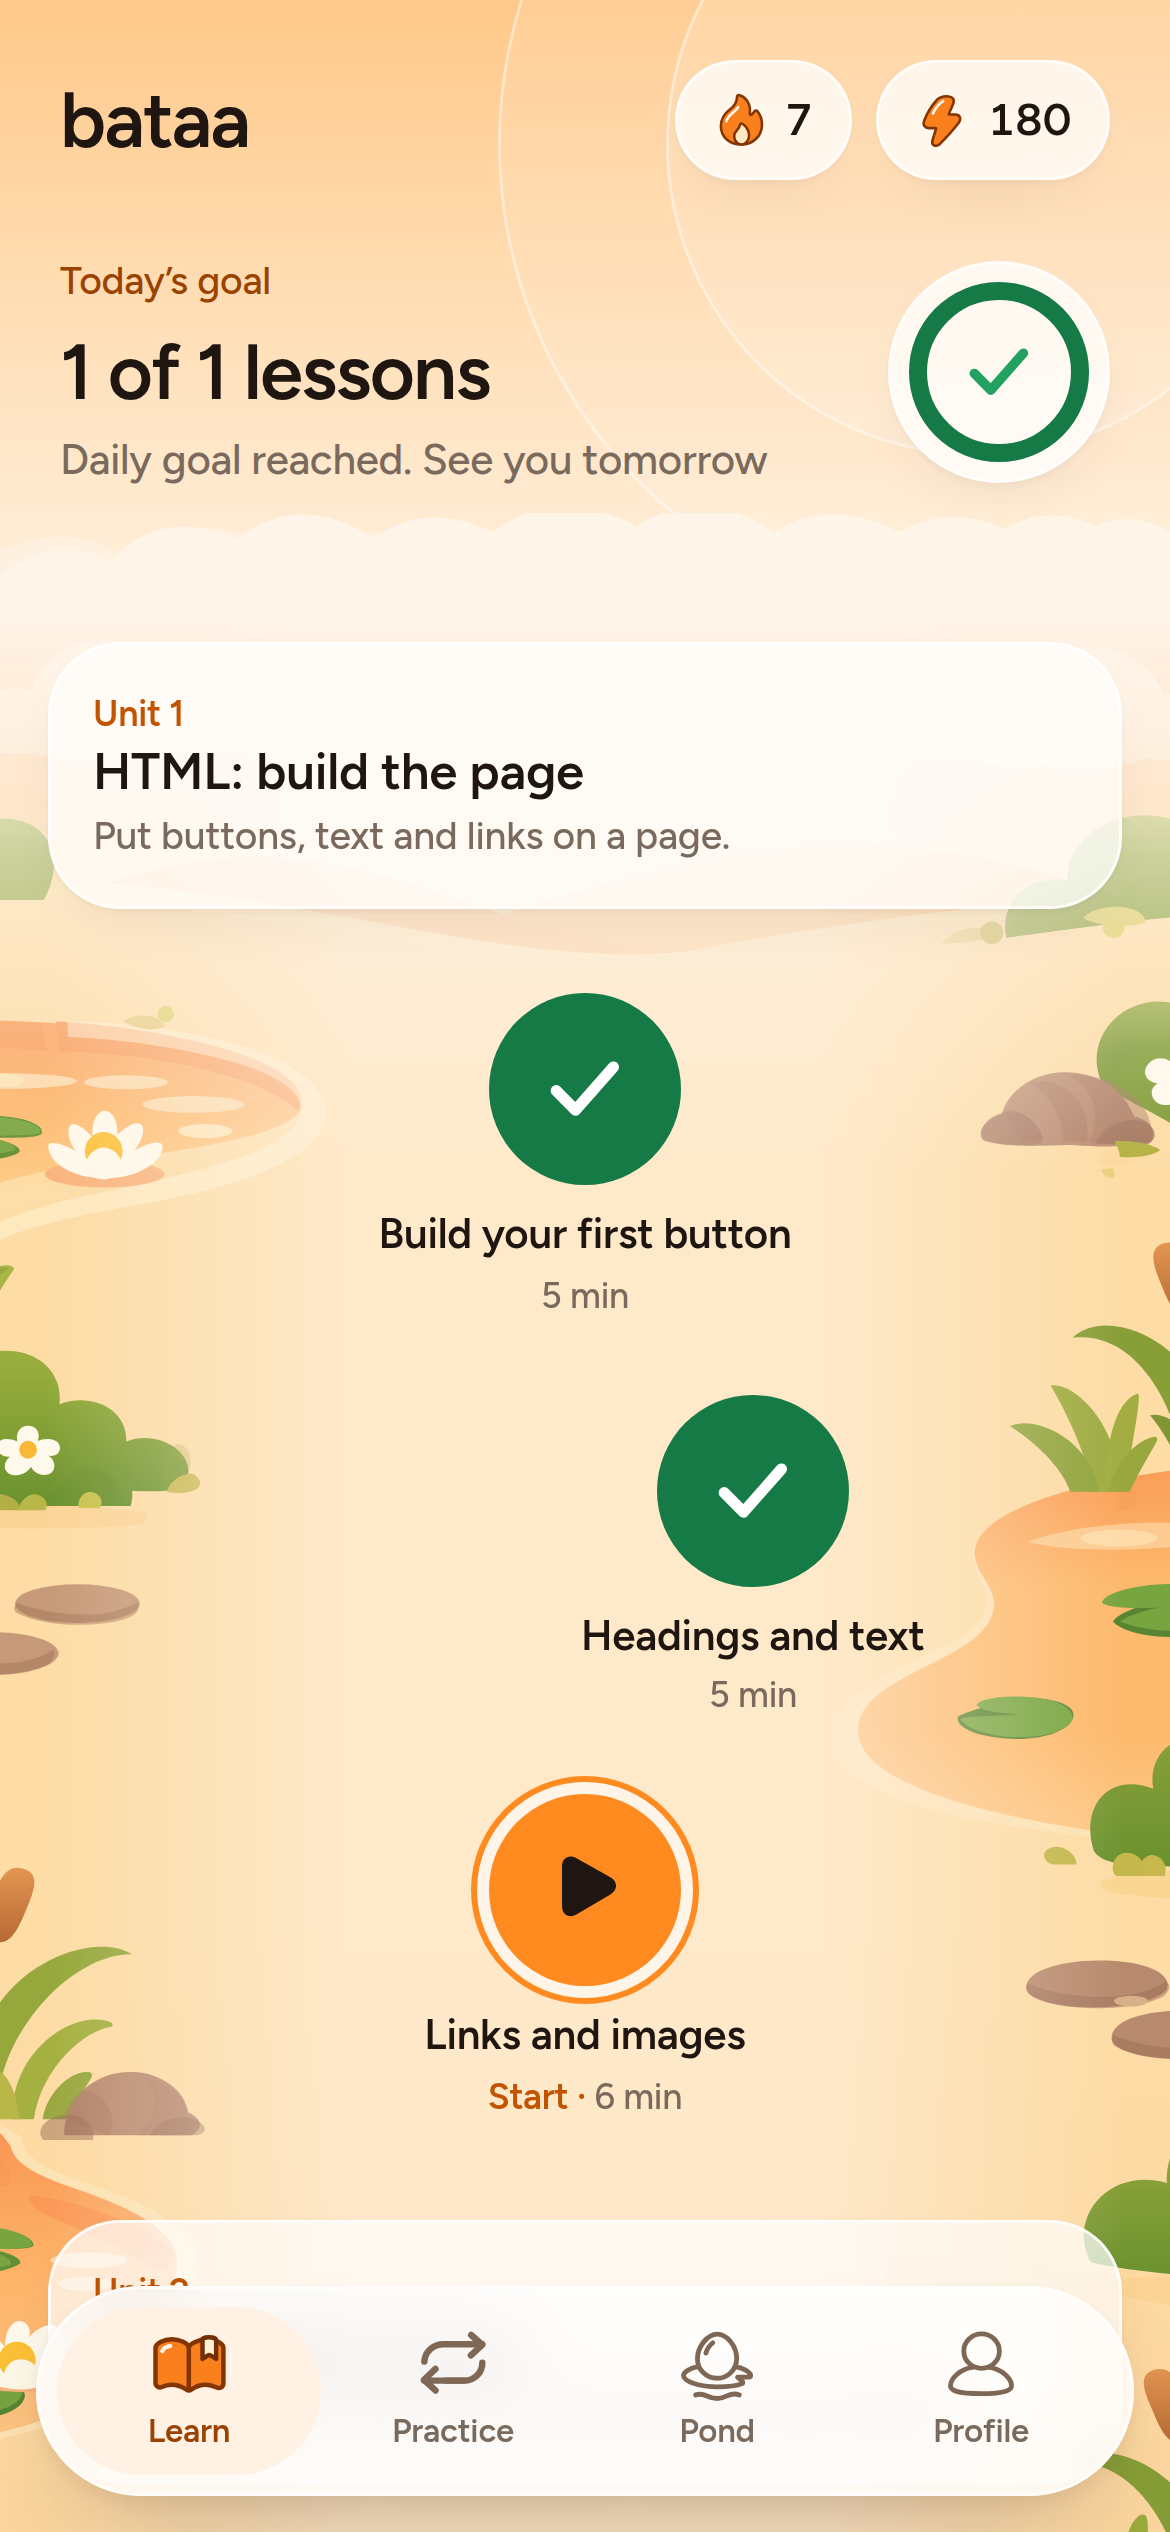 bataa
7
180
Today’s goal
1 of 1 lessons
Daily goal reached. See you tomorrow
Unit 1
HTML: build the page
Put buttons, text and links on a page.
Build your first button
5 min
Headings and text
5 min
Links and images
Start · 6 min
Unit 2
Learn
Practice
Pond
Profile